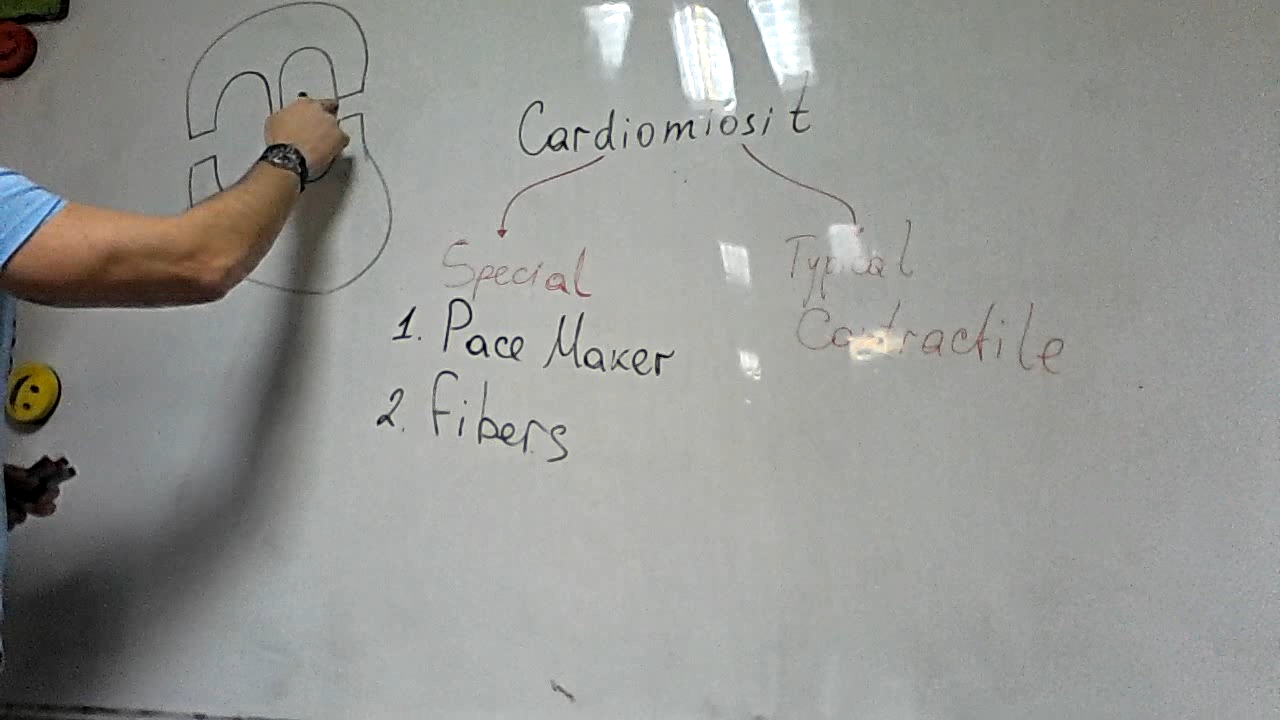 Cardiomiosit
Special
Typical
1. Pace Maker
Contractile
2. Fibers